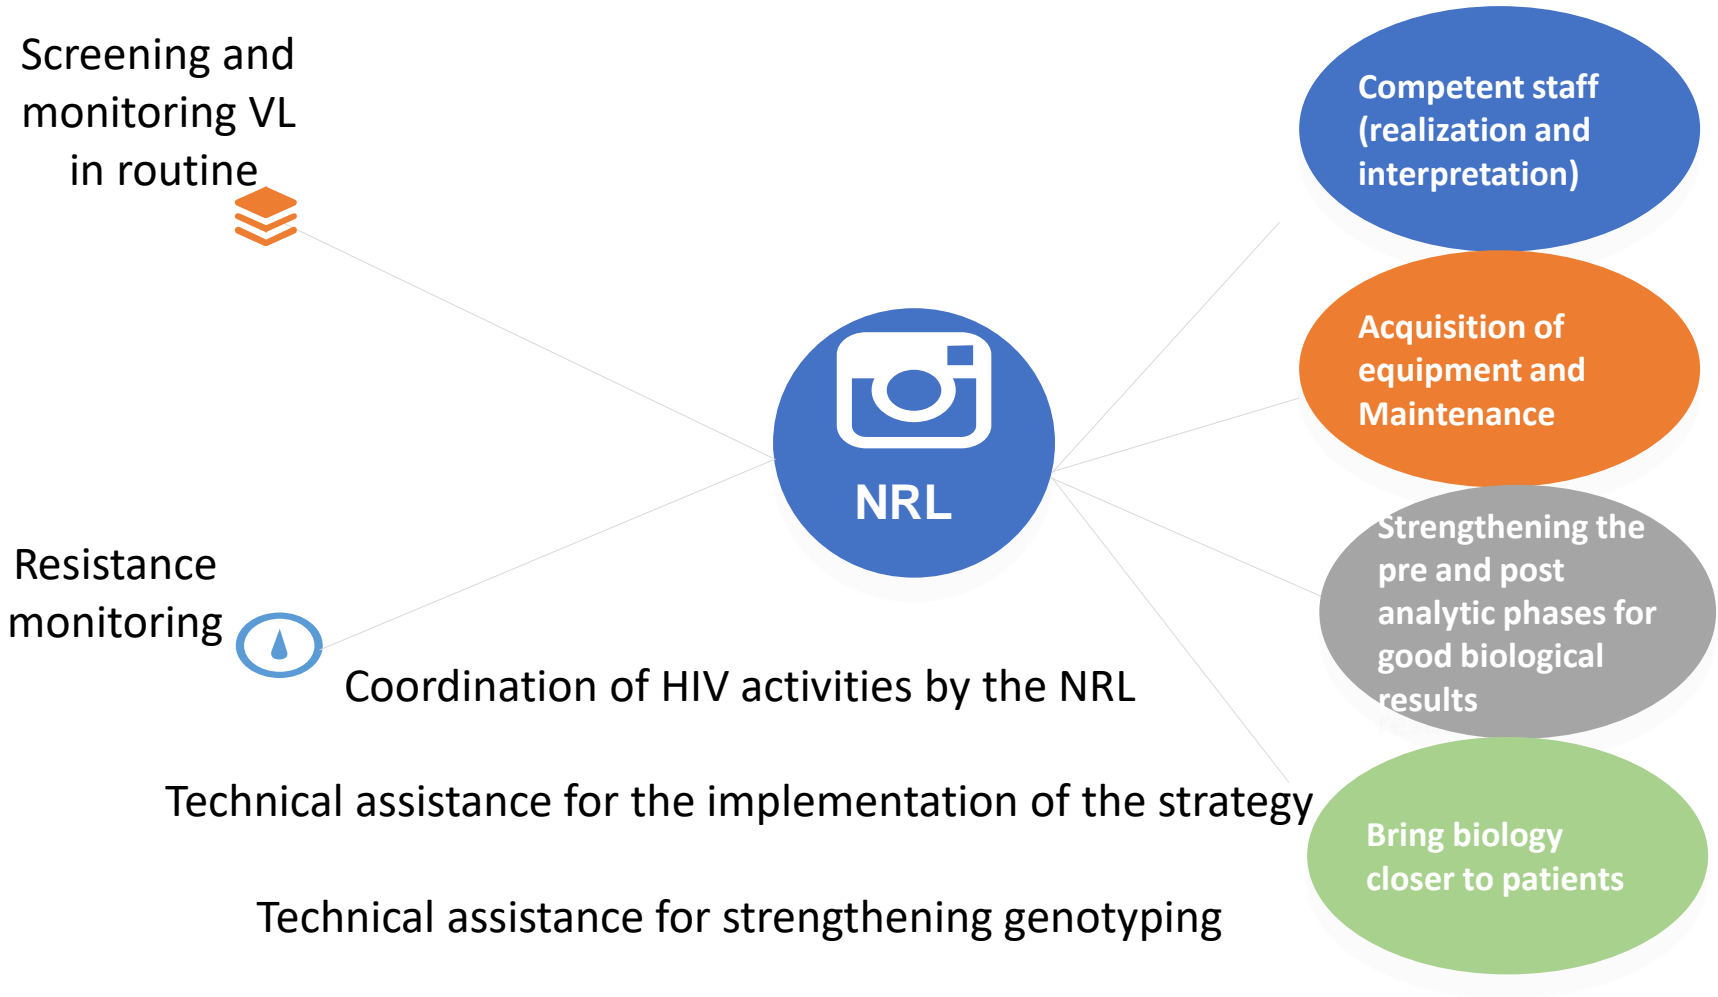 Screening and
monitoring VL
in routine
Resistance
monitoring
NRL
Coordination of HIV activities by the NRL
Technical assistance for the implementation of the strategy
Technical assistance for strengthening genotyping
Competent staff
(realization and
interpretation)
Acquisition of
equipment and
Maintenance
Strengthening the
pre and post
analytic phases for
good biological
results
Bring biology
closer to patients